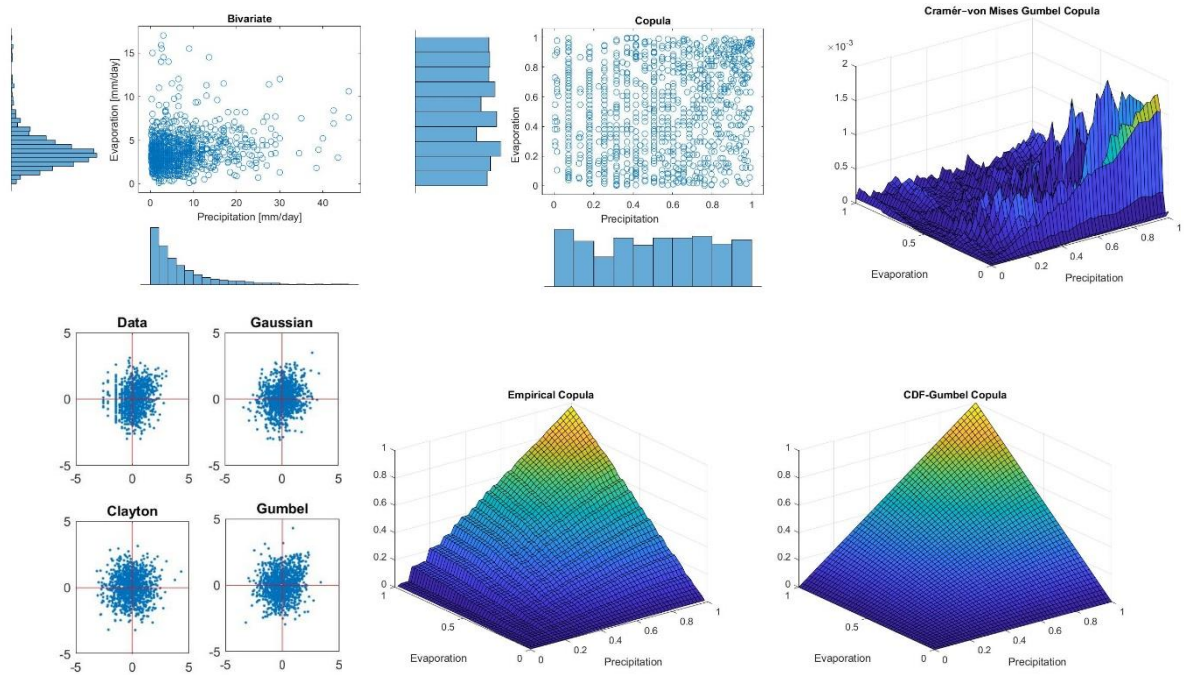 Bivariate
Evaporation [mm/day]
15
10
5
0
0 10 20 30 40
Precipitation [mm/day]
Copula
Evaporation
1
0.8
0.6
0.4
0.2
0
0 0.2 0.4 0.6 0.8 1
Precipitation
Cramér−von Mises Gumbel Copula
×10⁻³
2
1.5
1
0.5
0
1
0.5
0
0
0.2
0.4
0.6
0.8
1
Evaporation
Precipitation
Data
5
0
-5
-5 0 5
Gaussian
5
0
-5
-5 0 5
Clayton
5
0
-5
-5 0 5
Gumbel
5
0
-5
-5 0 5
Empirical Copula
1
0.8
0.6
0.4
0.2
0
1
0.5
0
0
0.2
0.4
0.6
0.8
1
Evaporation
Precipitation
CDF-Gumbel Copula
1
0.8
0.6
0.4
0.2
0
1
0.5
0
0
0.2
0.4
0.6
0.8
1
Evaporation
Precipitation